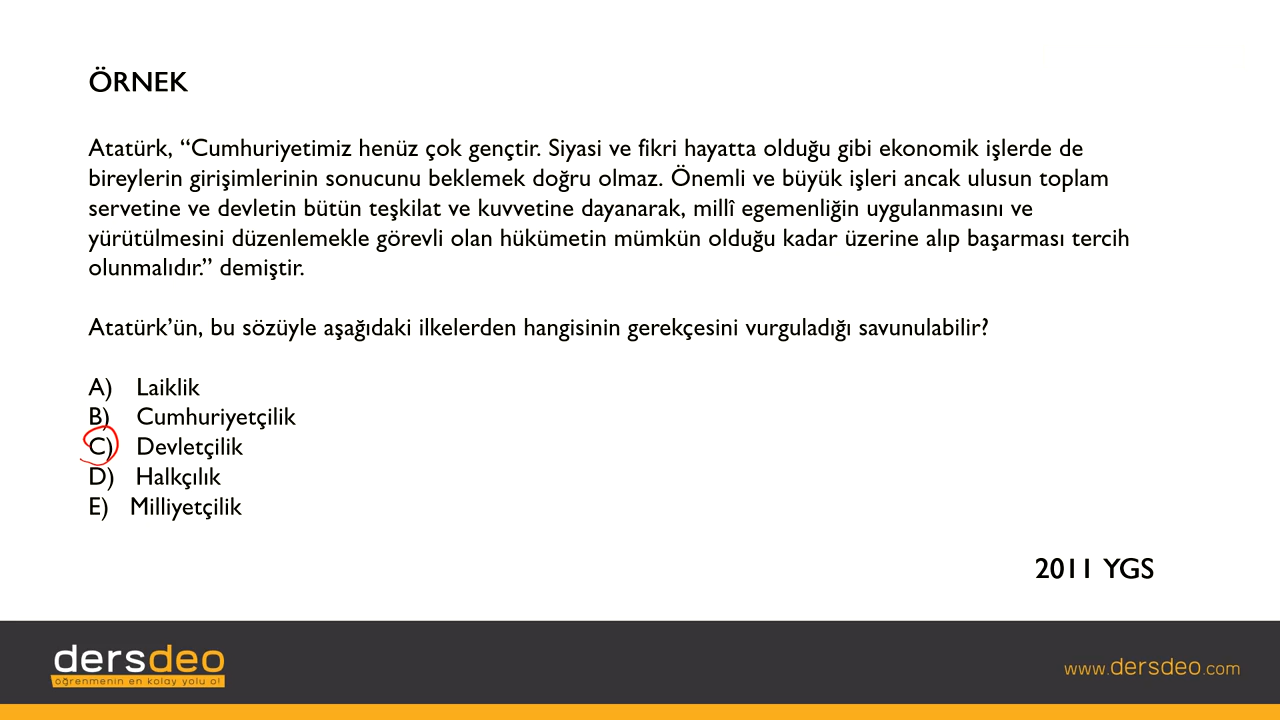 ÖRNEK
Atatürk, “Cumhuriyetimiz henüz çok gençtir. Siyasi ve fikri hayatta olduğu gibi ekonomik işlerde de
bireylerin girişimlerinin sonucunu beklemek doğru olmaz. Önemli ve büyük işleri ancak ulusun toplam
servetine ve devletin bütün teşkilat ve kuvvetine dayanarak, millî egemenliğin uygulanmasını ve
yürütülmesini düzenlemekle görevli olan hükümetin mümkün olduğu kadar üzerine alıp başarması tercih
olunmalıdır.” demiştir.
Atatürk’ün, bu sözüyle aşağıdaki ilkelerden hangisinin gerekçesini vurguladığı savunulabilir?
A) Laiklik
B) Cumhuriyetçilik
C) Devletçilik
D) Halkçılık
E) Milliyetçilik
2011 YGS
dersdeo
öğrenmenin en kolay yolu o!
www.dersdeo.com